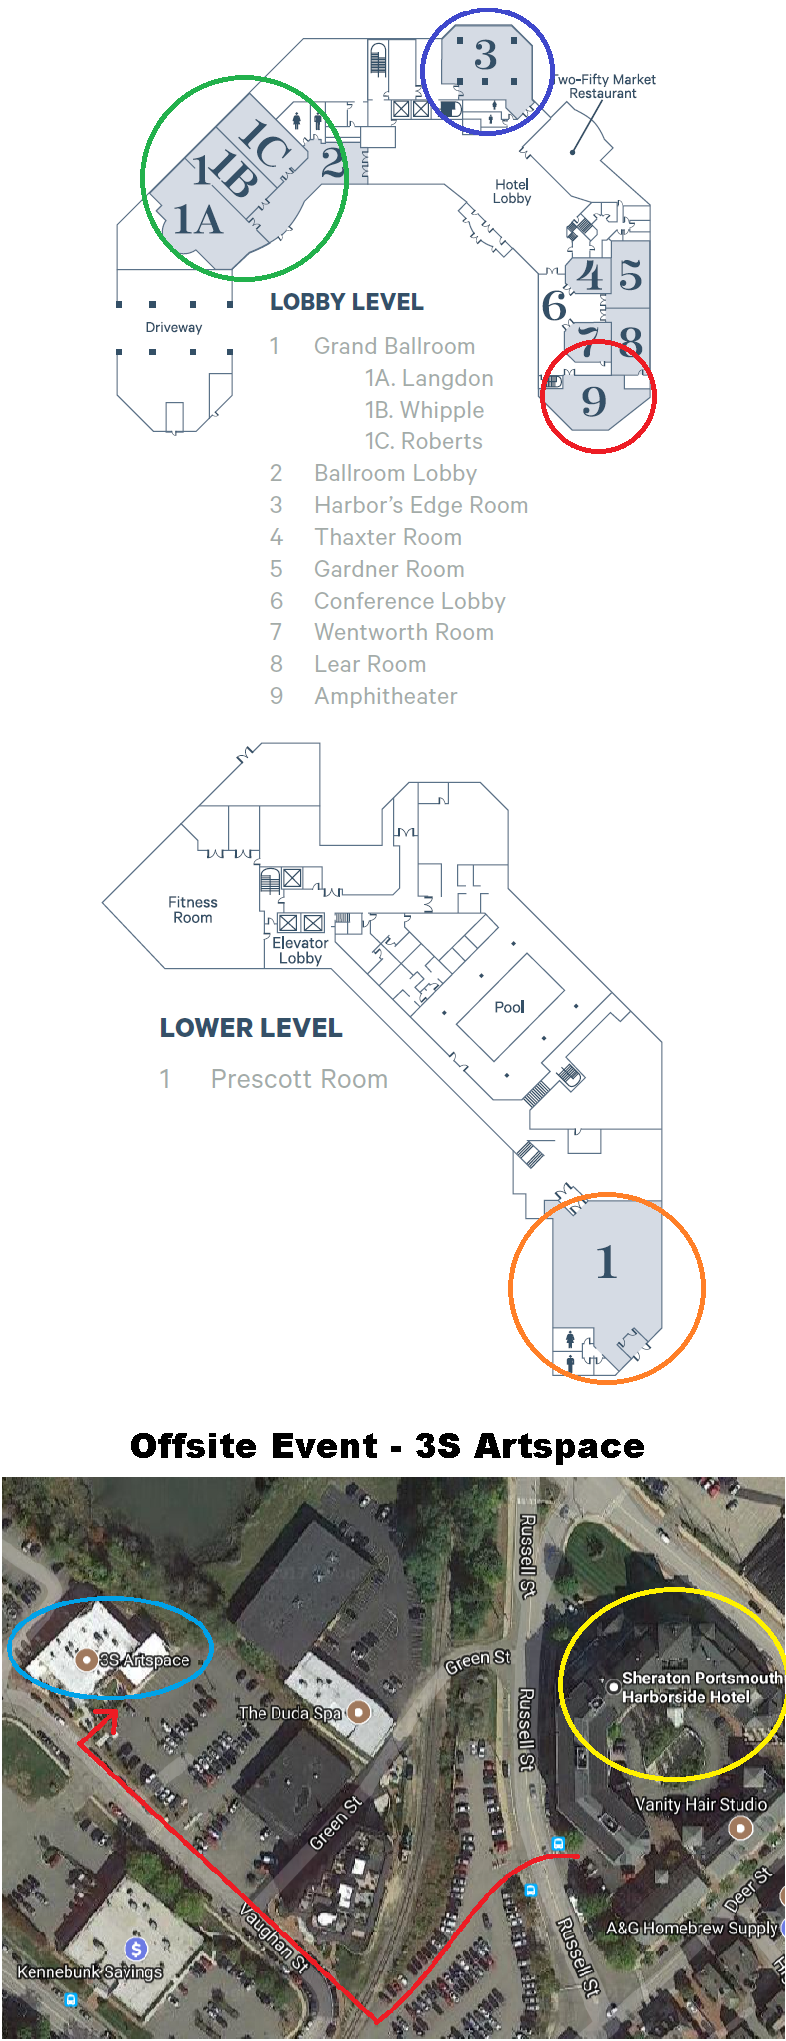 3
Two-Fifty Market
Restaurant
1C
1
1B
2
1A
Hotel
Lobby
4
5
6
7
8
9
Driveway
LOBBY LEVEL
1 Grand Ballroom
1A. Langdon
1B. Whipple
1C. Roberts
2 Ballroom Lobby
3 Harbor's Edge Room
4 Thaxter Room
5 Gardner Room
6 Conference Lobby
7 Wentworth Room
8 Lear Room
9 Amphitheater
Fitness
Room
Elevator
Lobby
Pool
LOWER LEVEL
1 Prescott Room
1
Offsite Event - 3S Artspace
Russell St
3S Artspace
Green St
Sheraton Portsmouth
Harborside Hotel
The Duda Spa
Russell St
Green St
Vanity Hair Studio
Deer St
Vaughan St
A&G Homebrew Supply
Russell St
Kennebunk Savings
$